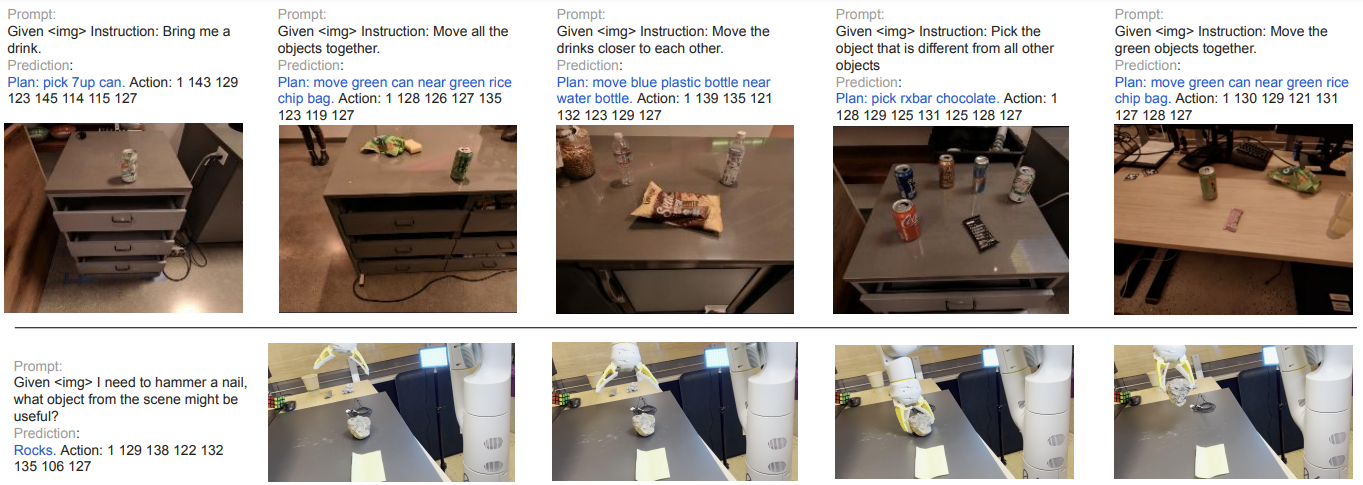 Prompt:
Given <img> Instruction: Bring me a
drink.
Prediction:
Plan: pick 7up can. Action: 1 143 129
123 145 114 115 127
Prompt:
Given <img> Instruction: Move all the
objects together.
Prediction:
Plan: move green can near green rice
chip bag. Action: 1 128 126 127 135
123 119 127
Prompt:
Given <img> Instruction: Move the
drinks closer to each other.
Prediction:
Plan: move blue plastic bottle near
water bottle. Action: 1 139 135 121
132 123 129 127
Prompt:
Given <img> Instruction: Pick the
object that is different from all other
objects
Prediction:
Plan: pick rxbar chocolate. Action: 1
128 129 125 131 125 128 127
Prompt:
Given <img> Instruction: Move the
green objects together.
Prediction:
Plan: move green can near green rice
chip bag. Action: 1 130 129 121 131
127 128 127
Prompt:
Given <img> I need to hammer a nail,
what object from the scene might be
useful?
Prediction:
Rocks. Action: 1 129 138 122 132
135 106 127